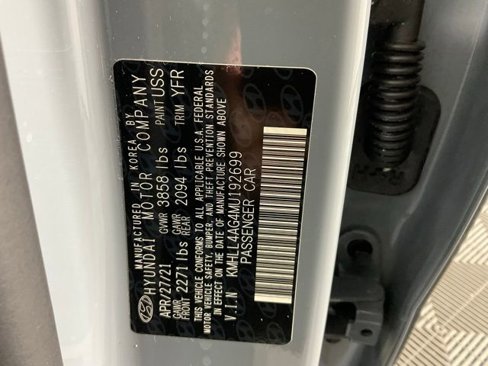 MANUFACTURED IN KOREA BY
HYUNDAI MOTOR COMPANY
APR/27/21 GVWR 3858 lbs PAINT USS
GAWR FRONT 2271 lbs GAWR REAR 2094 lbs TRIM YFR
THIS VEHICLE CONFORMS TO ALL APPLICABLE U.S.A. FEDERAL
MOTOR VEHICLE SAFETY, BUMPER, AND THEFT PREVENTION STANDARDS
IN EFFECT ON THE DATE OF MANUFACTURE SHOWN ABOVE
V.I.N KMHLL4AG4MU192699
PASSENGER CAR